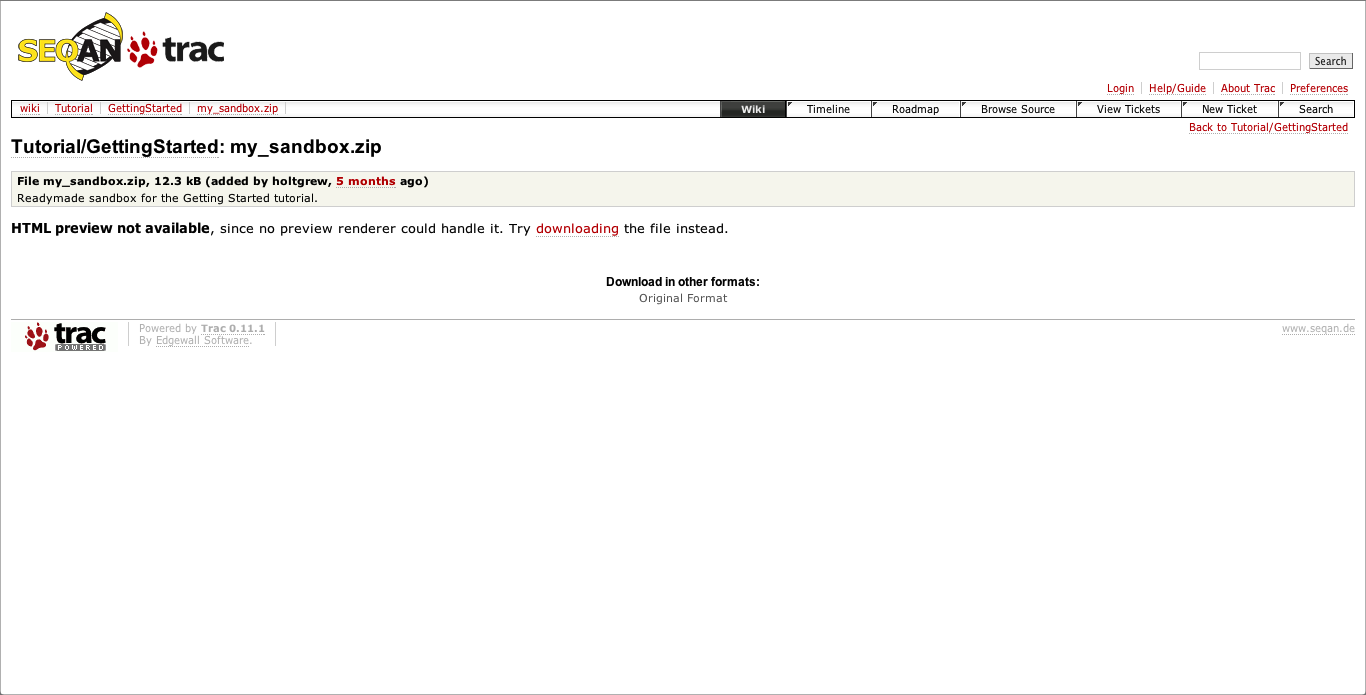 SEQAN trac
Search
Login Help/Guide About Trac Preferences
wiki Tutorial GettingStarted my_sandbox.zip Wiki Timeline Roadmap Browse Source View Tickets New Ticket Search
Back to Tutorial/GettingStarted
Tutorial/GettingStarted: my_sandbox.zip
File my_sandbox.zip, 12.3 kB (added by holtgrew, 5 months ago)
Readymade sandbox for the Getting Started tutorial.
HTML preview not available, since no preview renderer could handle it. Try downloading the file instead.
Download in other formats:
Original Format
trac POWERED
Powered by Trac 0.11.1
By Edgewall Software.
www.seqan.de